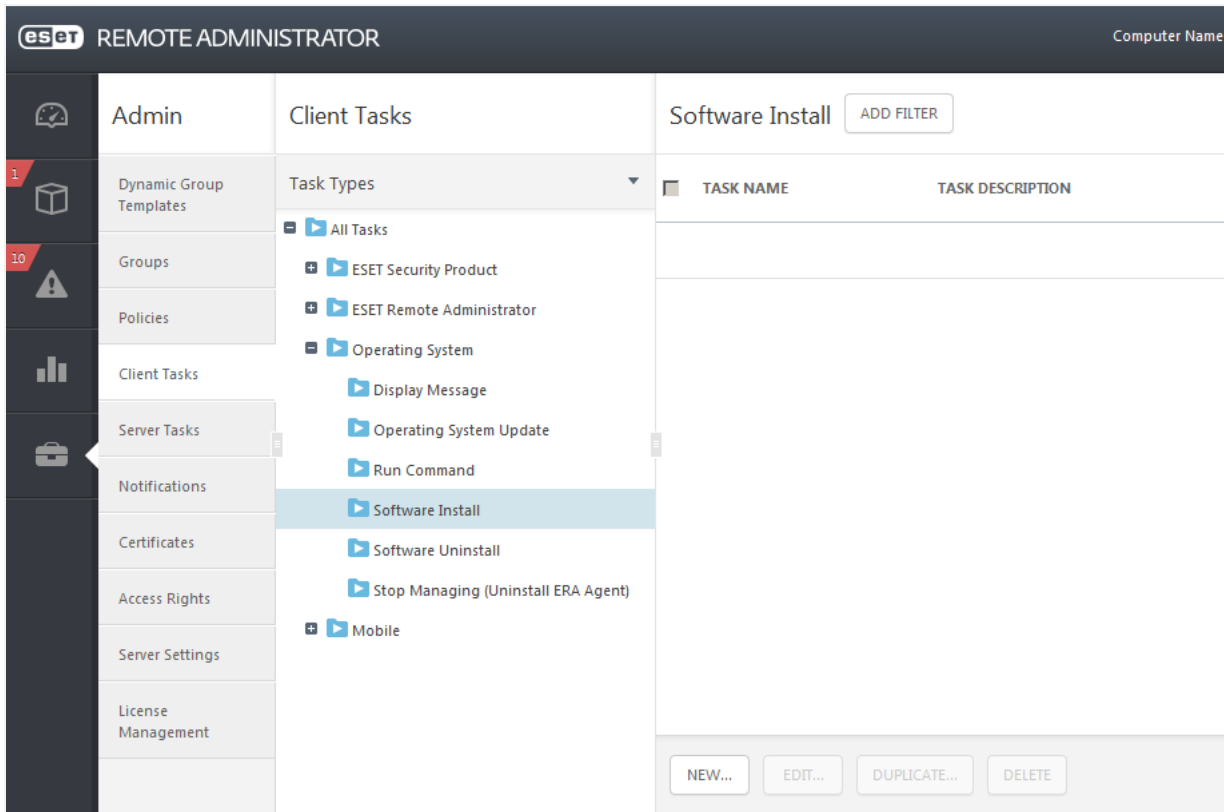 eset REMOTE ADMINISTRATOR
Computer Name
1
10
Admin
Dynamic Group
Templates
Groups
Policies
Client Tasks
Server Tasks
Notifications
Certificates
Access Rights
Server Settings
License
Management
Client Tasks
Task Types
All Tasks
ESET Security Product
ESET Remote Administrator
Operating System
Display Message
Operating System Update
Run Command
Software Install
Software Uninstall
Stop Managing (Uninstall ERA Agent)
Mobile
Software Install ADD FILTER
TASK NAME TASK DESCRIPTION
NEW... EDIT... DUPLICATE... DELETE